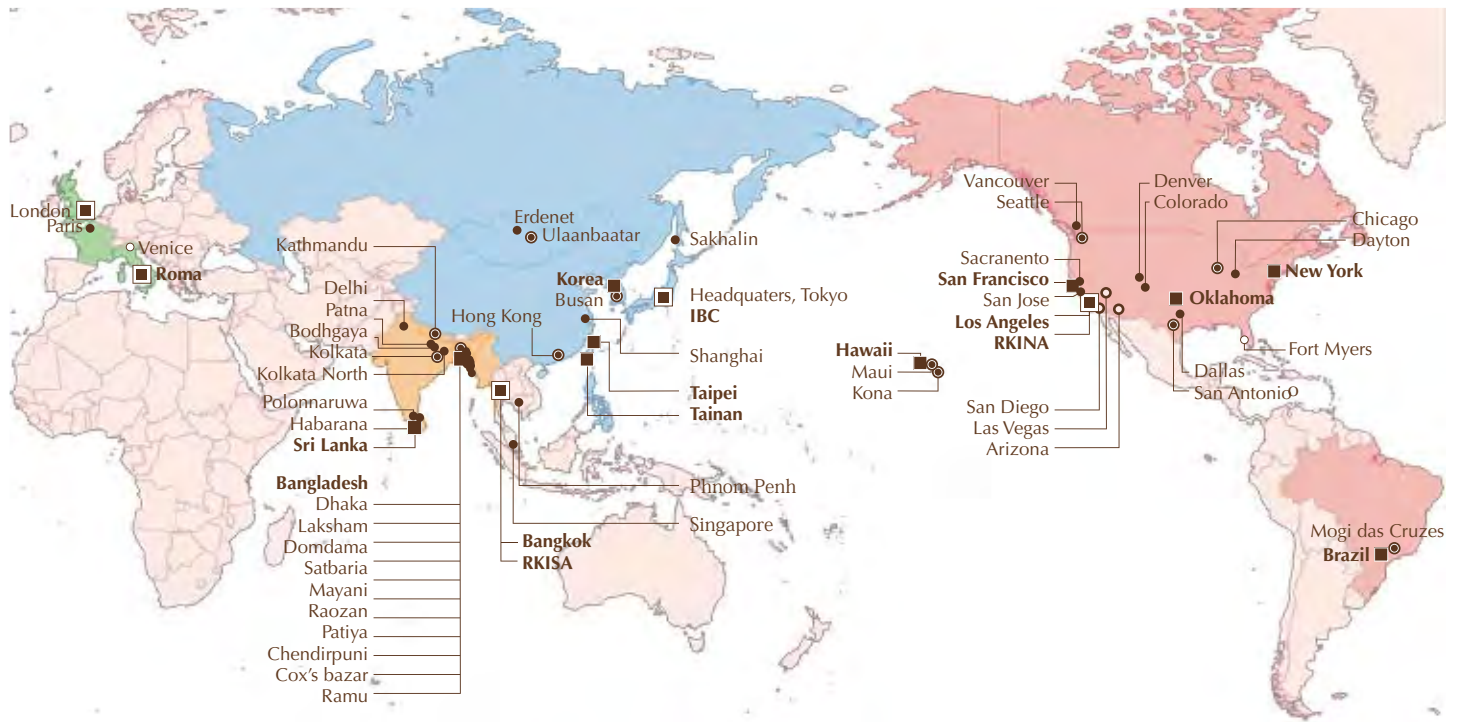 London
Paris
Venice
Roma
Kathmandu
Delhi
Patna
Bodhgaya
Kolkata
Kolkata North
Polonnaruwa
Habarana
Sri Lanka
Bangladesh
Dhaka
Laksham
Domdama
Satbaria
Mayani
Raozan
Patiya
Chendirpuni
Cox's bazar
Ramu
Erdenet
Ulaanbaatar
Sakhalin
Korea
Busan
Headquaters, Tokyo
IBC
Hong Kong
Shanghai
Taipei
Tainan
Phnom Penh
Singapore
Bangkok
RKISA
Hawaii
Maui
Kona
Vancouver
Seattle
Sacranento
San Francisco
San Jose
Los Angeles
RKINA
San Diego
Las Vegas
Arizona
Denver
Colorado
Chicago
Dayton
New York
Oklahoma
Fort Myers
Dallas
San Antonio
Mogi das Cruzes
Brazil